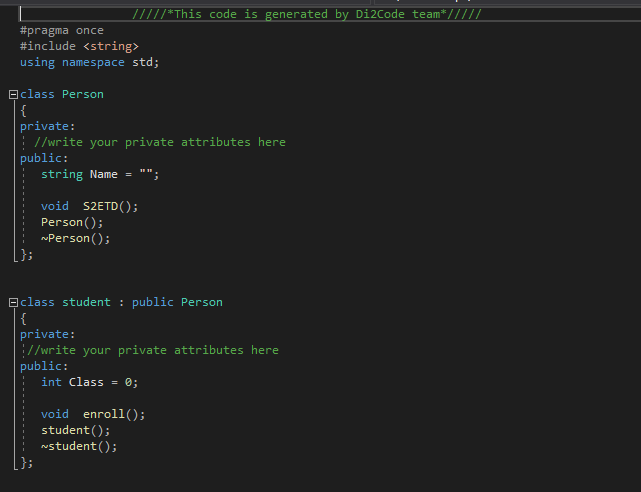 /////*This code is generated by Di2Code team*/////
#pragma once
#include <string>
using namespace std;
class Person
{
private:
//write your private attributes here
public:
string Name = "";
void  S2ETD();
Person();
~Person();
};
class student : public Person
{
private:
//write your private attributes here
public:
int Class = 0;
void  enroll();
student();
~student();
};